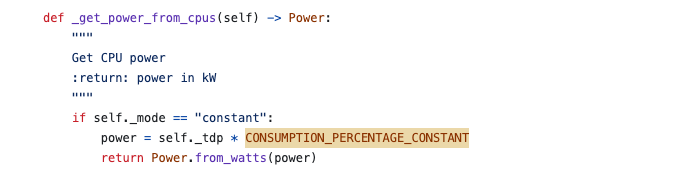 def _get_power_from_cpus(self) -> Power:
"""
Get CPU power
:return: power in kW
"""
if self._mode == "constant":
power = self._tdp * CONSUMPTION_PERCENTAGE_CONSTANT
return Power.from_watts(power)